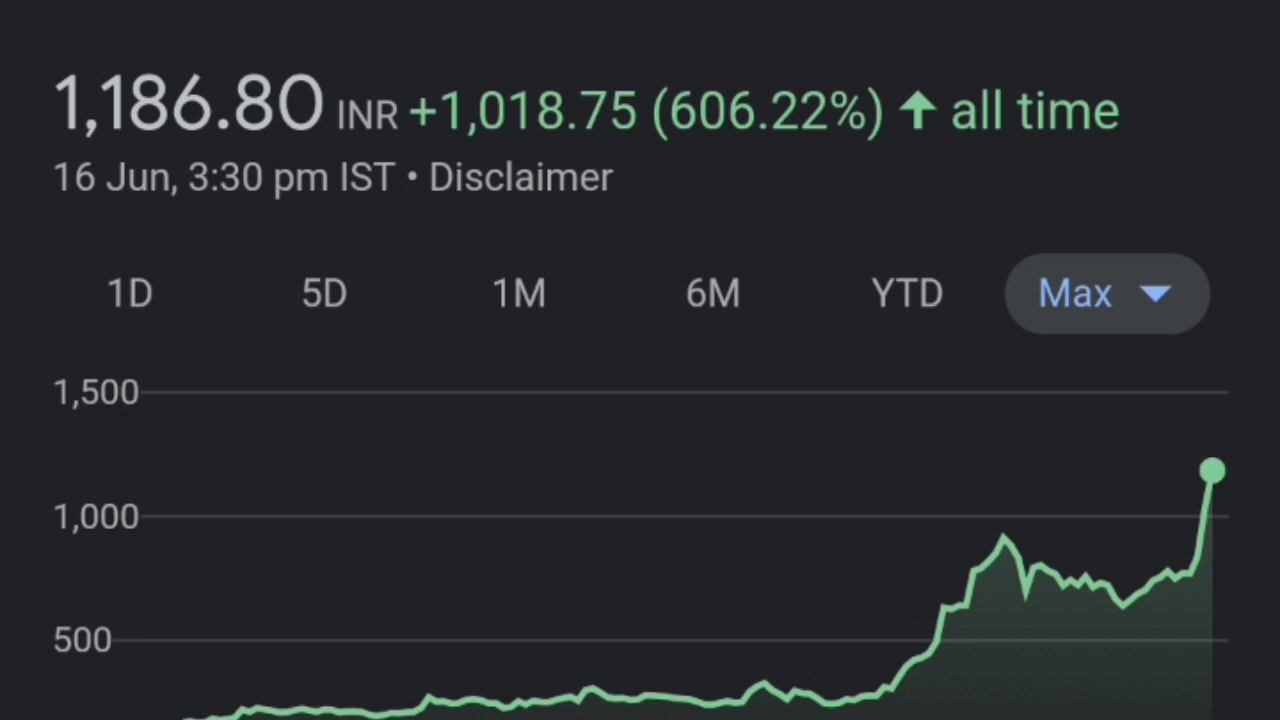 1,186.80 INR +1,018.75 (606.22%) ↑ all time
16 Jun, 3:30 pm IST • Disclaimer
1D 5D 1M 6M YTD Max
1,500
1,000
500